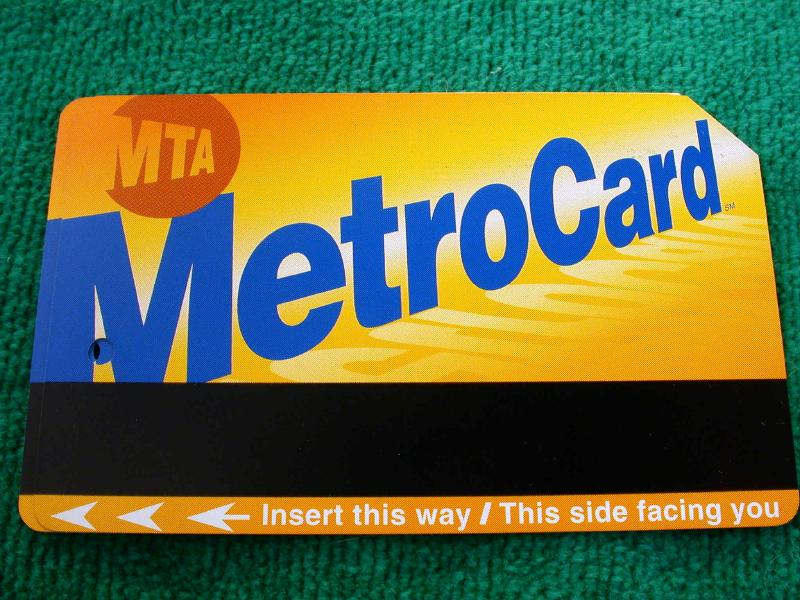 MTA
MetroCard SM
Insert this way / This side facing you